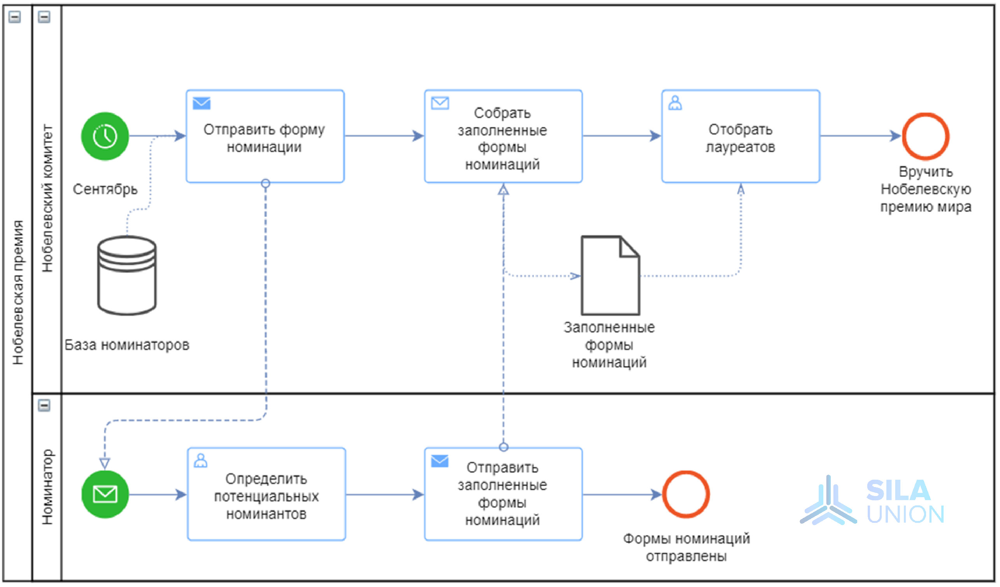 Нобелевская премия
Нобелевский комитет
Сентябрь
База номинаторов
Отправить форму
номинации
Собрать
заполненные
формы
номинаций
Отобрать
лауреатов
Вручить
Нобелевскую
премию мира
Заполненные
формы
номинаций
Номинатор
Определить
потенциальных
номинантов
Отправить
заполненные
формы
номинаций
Формы номинаций
отправлены
SILA
UNION